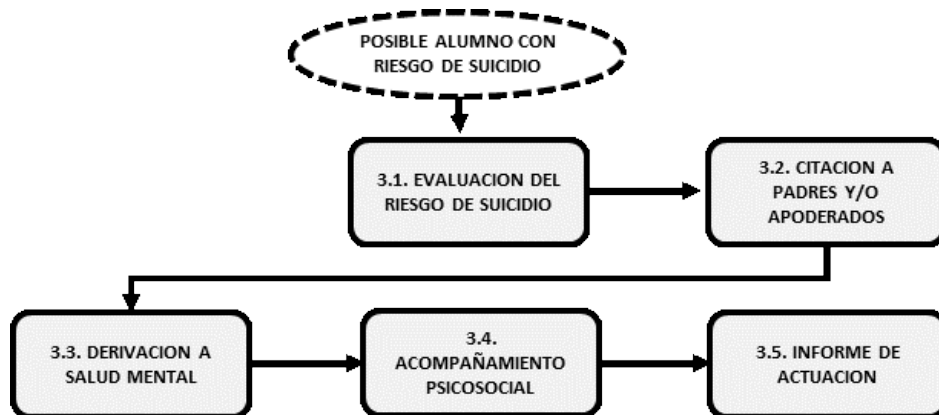 POSIBLE ALUMNO CON
RIESGO DE SUICIDIO
3.1. EVALUACION DEL
RIESGO DE SUICIDIO
3.2. CITACION A
PADRES Y/O
APODERADOS
3.3. DERIVACION A
SALUD MENTAL
3.4.
ACOMPAÑAMIENTO
PSICOSOCIAL
3.5. INFORME DE
ACTUACION